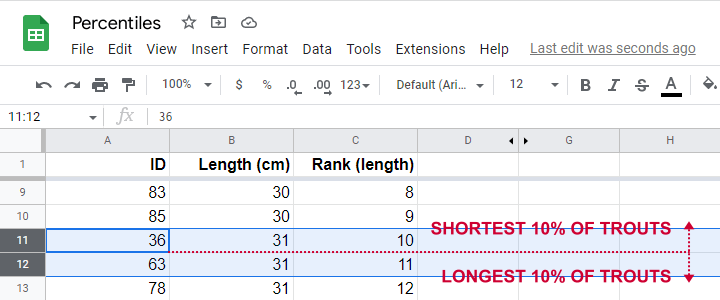 Percentiles
File Edit View Insert Format Data Tools Extensions Help Last edit was seconds ago
100% $ % .0 .00 123 Default (Ari... 12 B I S A
11:12 fx 36
A B C D G H
1 ID Length (cm) Rank (length)
9 83 30 8
10 85 30 9
11 36 31 10 SHORTEST 10% OF TROUTS
12 63 31 11 LONGEST 10% OF TROUTS
13 78 31 12